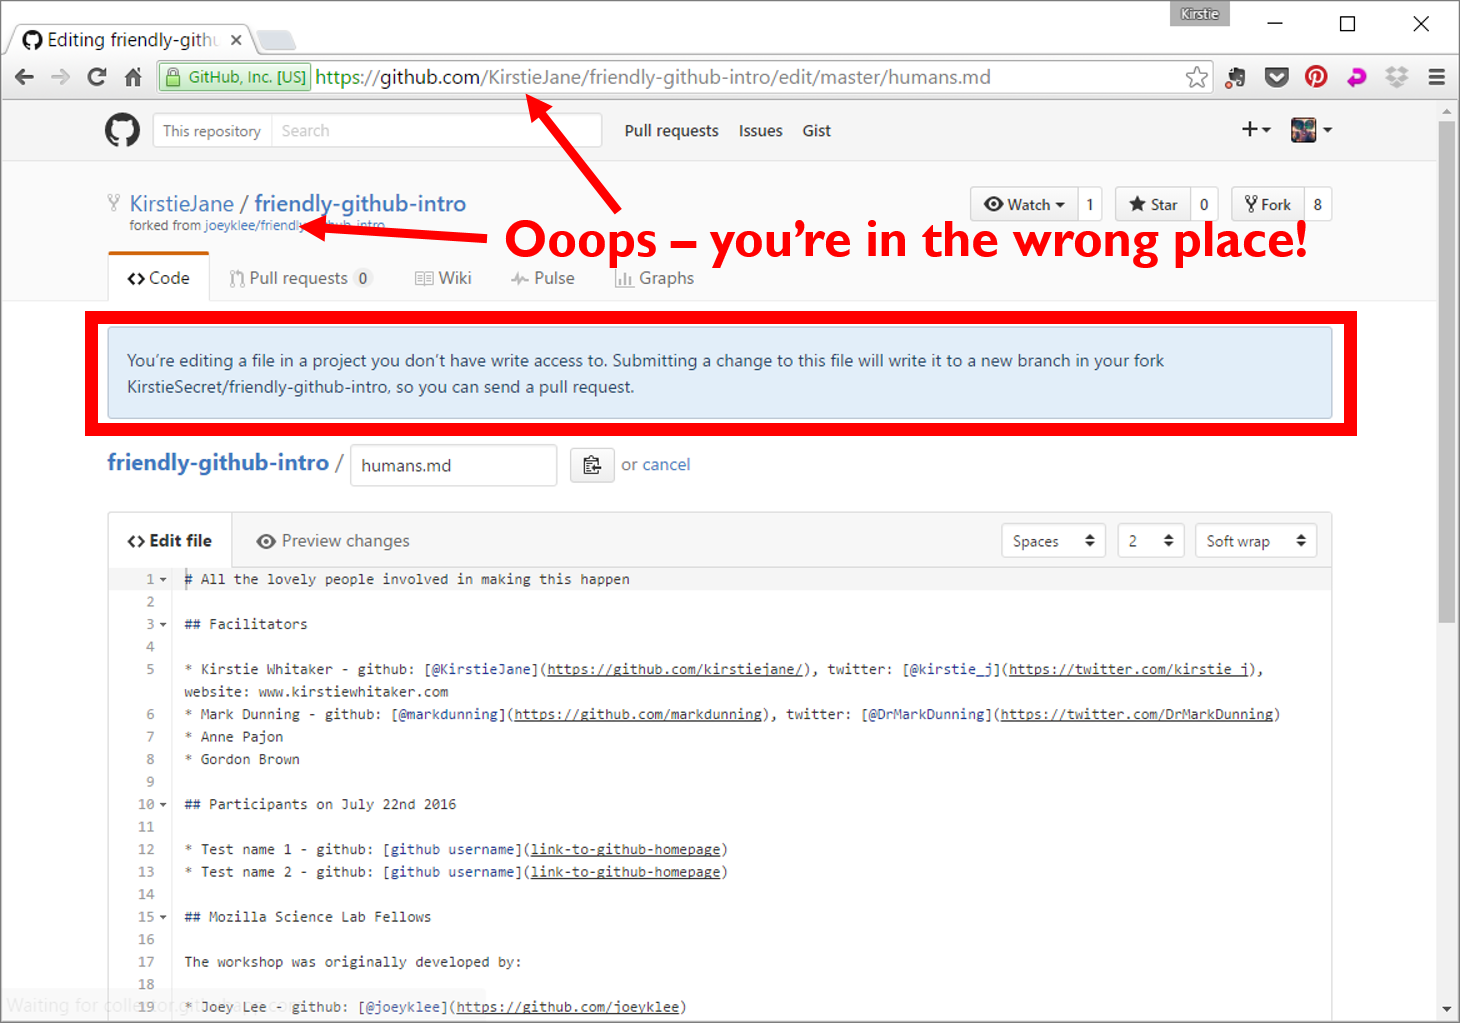 Kirstie
Editing friendly-githu
GitHub, Inc. [US] https://github.com/KirstieJane/friendly-github-intro/edit/master/humans.md
This repository Search Pull requests Issues Gist
KirstieJane / friendly-github-intro
Watch 1 Star 0 Fork 8
forked from joeyklee/friendly-github-intro
Ooops – you're in the wrong place!
Code Pull requests 0 Wiki Pulse Graphs
You're editing a file in a project you don't have write access to. Submitting a change to this file will write it to a new branch in your fork
KirstieSecret/friendly-github-intro, so you can send a pull request.
friendly-github-intro / humans.md or cancel
Edit file Preview changes Spaces 2 Soft wrap
1 # All the lovely people involved in making this happen
2
3 ## Facilitators
4
5 * Kirstie Whitaker - github: [@KirstieJane](https://github.com/kirstiejane/), twitter: [@kirstie_j](https://twitter.com/kirstie_j),
website: www.kirstiewhitaker.com
6 * Mark Dunning - github: [@markdunning](https://github.com/markdunning), twitter: [@DrMarkDunning](https://twitter.com/DrMarkDunning)
7 * Anne Pajon
8 * Gordon Brown
9
10 ## Participants on July 22nd 2016
11
12 * Test name 1 - github: [github username](link-to-github-homepage)
13 * Test name 2 - github: [github username](link-to-github-homepage)
14
15 ## Mozilla Science Lab Fellows
16
17 The workshop was originally developed by:
18
19 * Joey Lee - github: [@joeyklee](https://github.com/joeyklee)
Waiting for